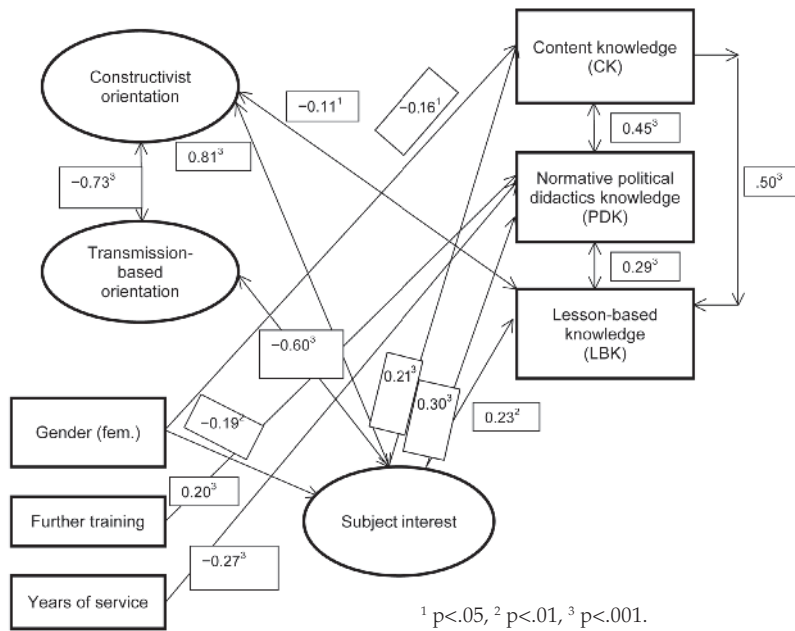 Content knowledge
(CK)
Constructivist
orientation
−0.11¹
−0.16¹
0.45³
0.81³
−0.73³
Normative political
didactics knowledge
(PDK)
.50³
Transmission-
based
orientation
0.29³
Lesson-based
knowledge
(LBK)
−0.60³
0.21³
0.30³
0.23²
Gender (fem.)
−0.19²
0.20³
Further training
Subject interest
−0.27³
Years of service
¹ p<.05, ² p<.01, ³ p<.001.